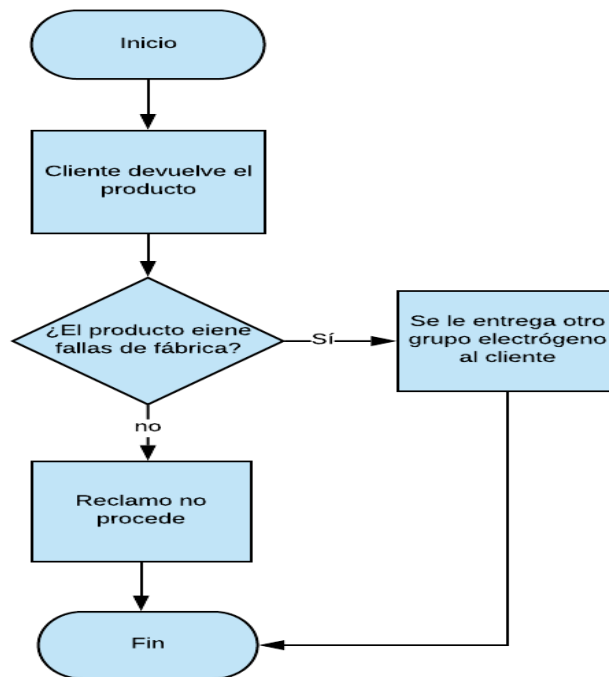 Inicio
Cliente devuelve el
producto
¿El producto eiene
fallas de fábrica?
Sí
Se le entrega otro
grupo electrógeno
al cliente
no
Reclamo no
procede
Fin